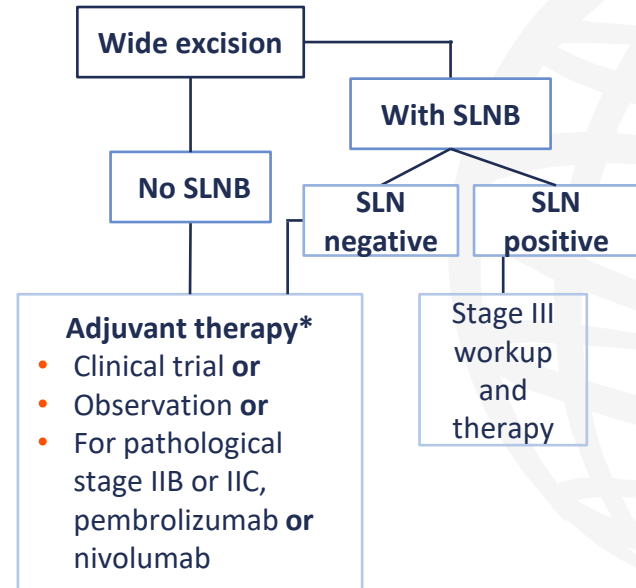 Wide excision
With SLNB
No SLNB
SLN
negative
SLN
positive
Adjuvant therapy*
• Clinical trial or
• Observation or
• For pathological
stage IIB or IIC,
pembrolizumab or
nivolumab
Stage III
workup
and
therapy